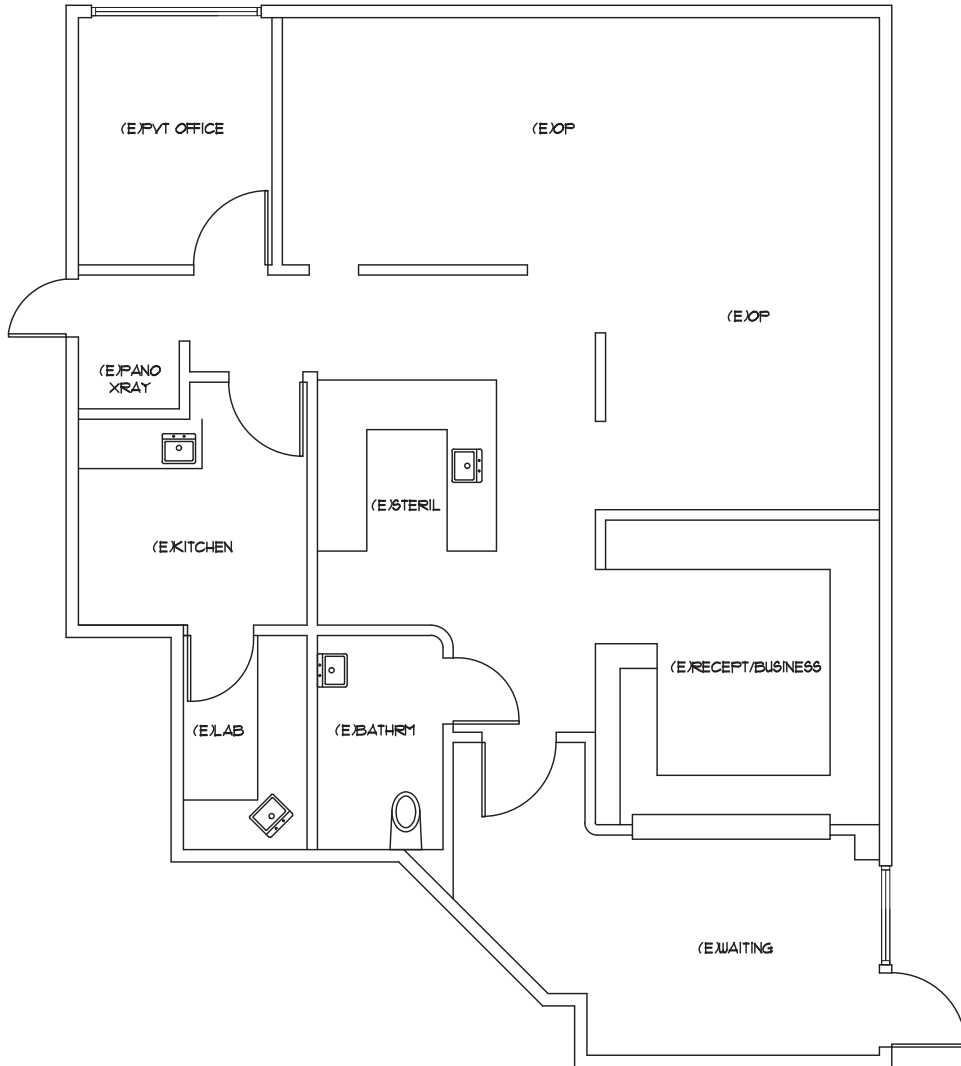 (E)PVT OFFICE
(E)OP
(E)OP
(E)PANO
XRAY
(E)STERIL
(E)KITCHEN
(E)RECEPT/BUSINESS
(E)LAB
(E)BATHRM
(E)WAITING